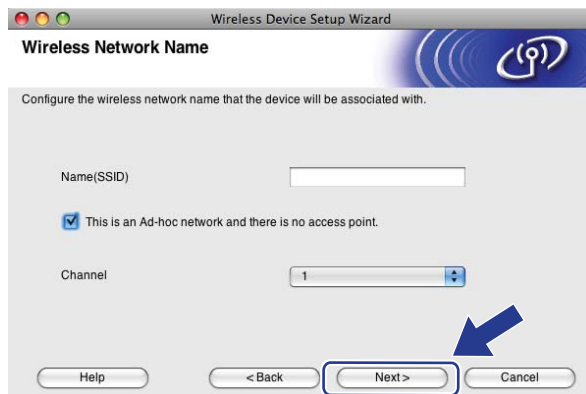 Wireless Device Setup Wizard
Wireless Network Name
Configure the wireless network name that the device will be associated with.
Name(SSID)
This is an Ad-hoc network and there is no access point.
Channel 1
Help <Back Next> Cancel